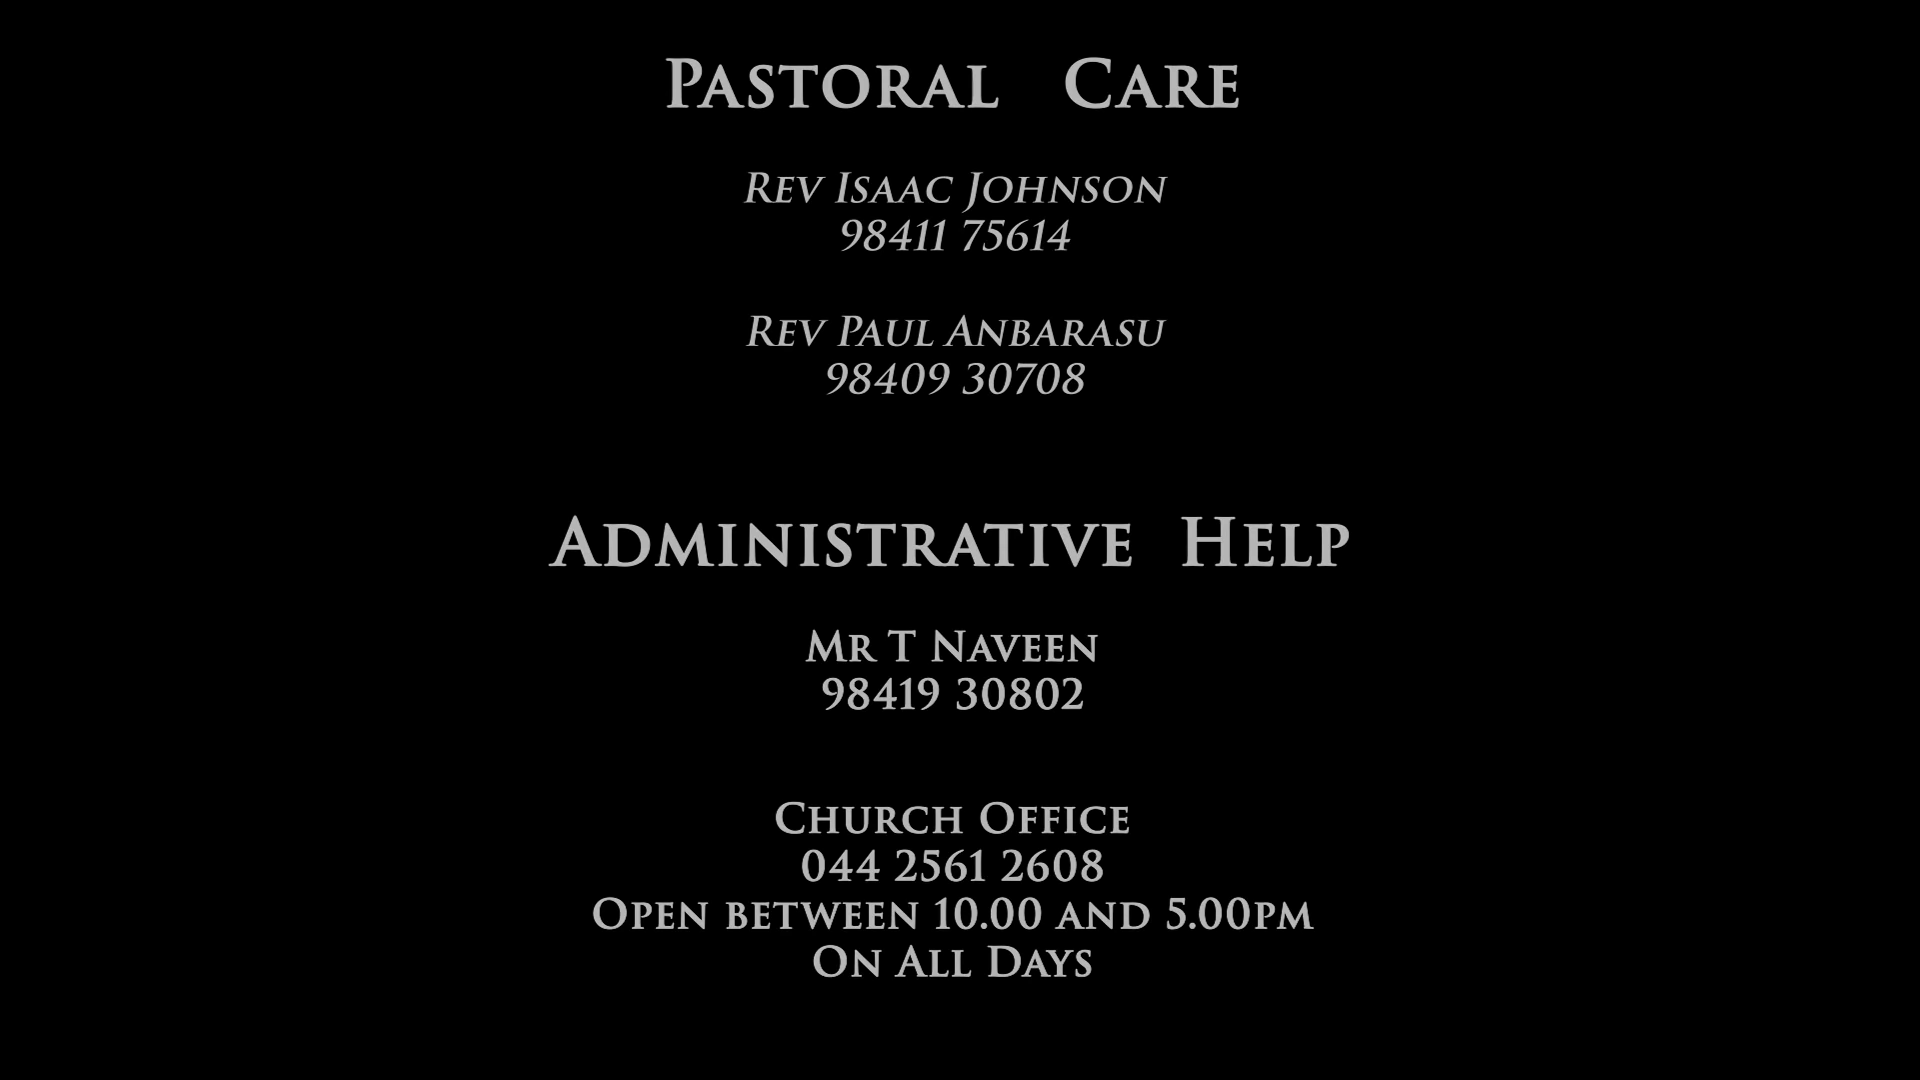 Pastoral Care
Rev Isaac Johnson
98411 75614
Rev Paul Anbarasu
98409 30708
Administrative Help
Mr T Naveen
98419 30802
Church Office
044 2561 2608
Open between 10.00 and 5.00pm
On All Days